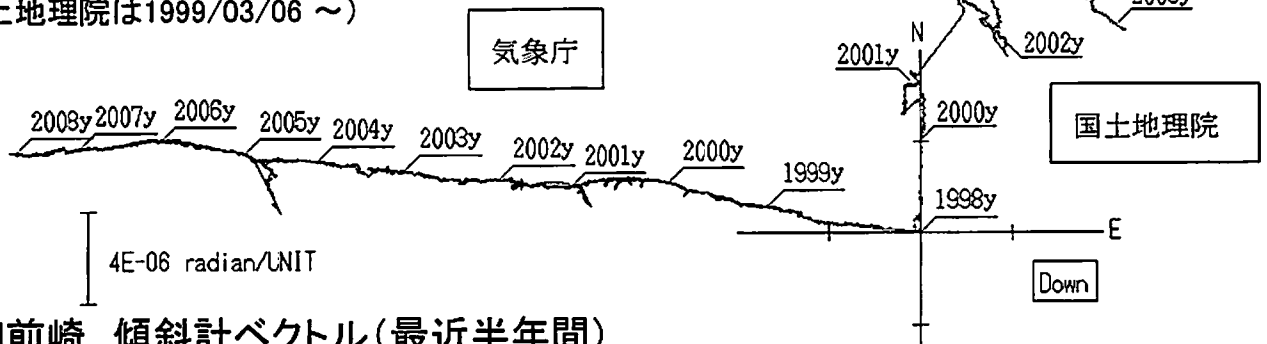 土地理院は1999/03/06 ～)
気象庁
国土地理院
N
2002y
2001y
2000y
1998y
E
Down
2008y
2007y
2006y
2005y
2004y
2003y
2002y
2001y
2000y
1999y
4E-06 radian/UNIT
前崎 傾斜計ベクトル(最近半年間)